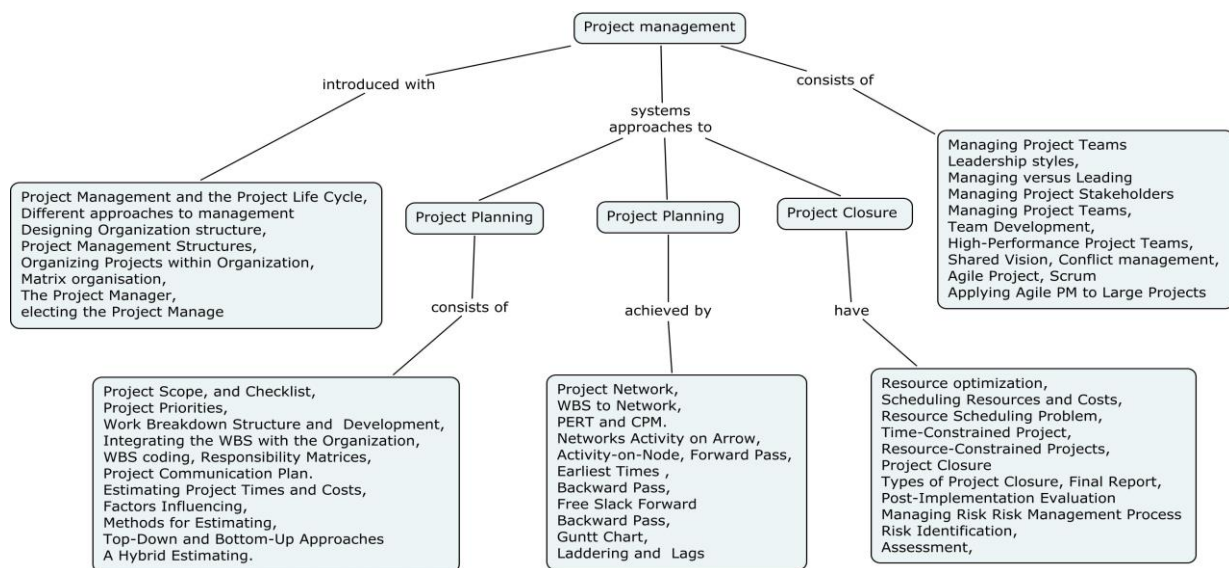 Project management
introduced with
consists of
systems
approaches to
Project Management and the Project Life Cycle,
Different approaches to management
Designing Organization structure,
Project Management Structures,
Organizing Projects within Organization,
Matrix organisation,
The Project Manager,
electing the Project Manage
Project Planning
Project Planning
Project Closure
Managing Project Teams
Leadership styles,
Managing versus Leading
Managing Project Stakeholders
Managing Project Teams,
Team Development,
High-Performance Project Teams,
Shared Vision, Conflict management,
Agile Project, Scrum
Applying Agile PM to Large Projects
consists of
achieved by
have
Project Scope, and Checklist,
Project Priorities,
Work Breakdown Structure and  Development,
Integrating the WBS with the Organization,
WBS coding, Responsibility Matrices,
Project Communication Plan.
Estimating Project Times and Costs,
Factors Influencing,
Methods for Estimating,
Top-Down and Bottom-Up Approaches
A Hybrid Estimating.
Project Network,
WBS to Network,
PERT and CPM.
Networks Activity on Arrow,
Activity-on-Node, Forward Pass,
Earliest Times ,
Backward Pass,
Free Slack Forward
Backward Pass,
Guntt Chart,
Laddering and  Lags
Resource optimization,
Scheduling Resources and Costs,
Resource Scheduling Problem,
Time-Constrained Project,
Resource-Constrained Projects,
Project Closure
Types of Project Closure, Final Report,
Post-Implementation Evaluation
Managing Risk Risk Management Process
Risk Identification,
Assessment,